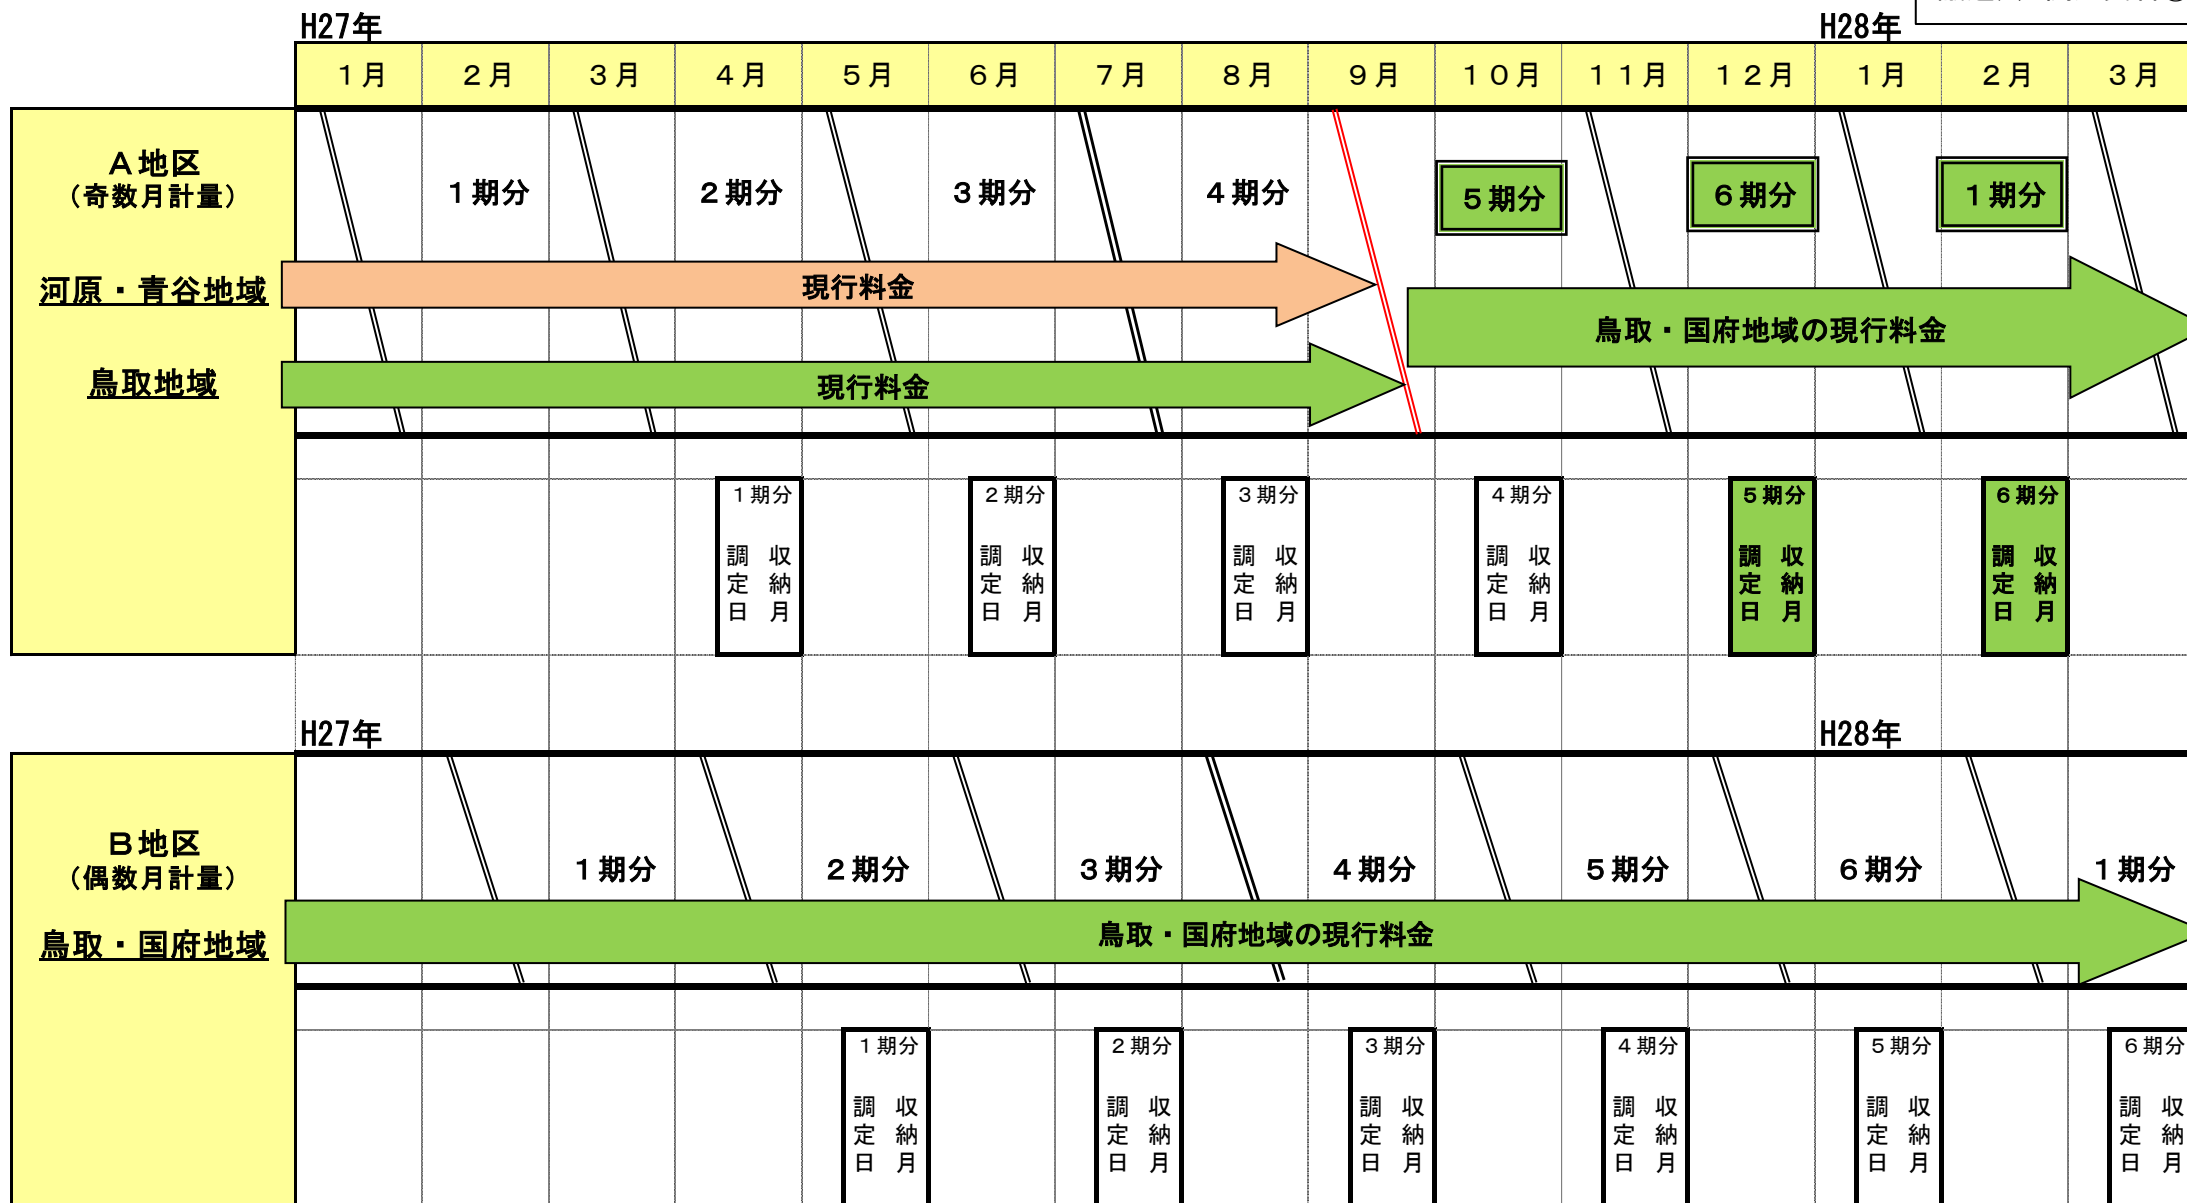 H27年 H28年
１月 ２月 ３月 ４月 ５月 ６月 ７月 ８月 ９月 １０月 １１月 １２月 １月 ２月 ３月
Ａ地区
（奇数月計量）
１期分 ２期分 ３期分 ４期分 ５期分 ６期分 １期分
河原・青谷地域
現行料金
鳥取・国府地域の現行料金
鳥取地域
現行料金
１期分 ２期分 ３期分 ４期分 ５期分 ６期分
調定日 収納月 調定日 収納月 調定日 収納月 調定日 収納月 調定日 収納月 調定日 収納月
H27年 H28年
Ｂ地区
（偶数月計量）
１期分 ２期分 ３期分 ４期分 ５期分 ６期分 １期分
鳥取・国府地域
鳥取・国府地域の現行料金
１期分 ２期分 ３期分 ４期分 ５期分 ６期分
調定日 収納月 調定日 収納月 調定日 収納月 調定日 収納月 調定日 収納月 調定日 収納月